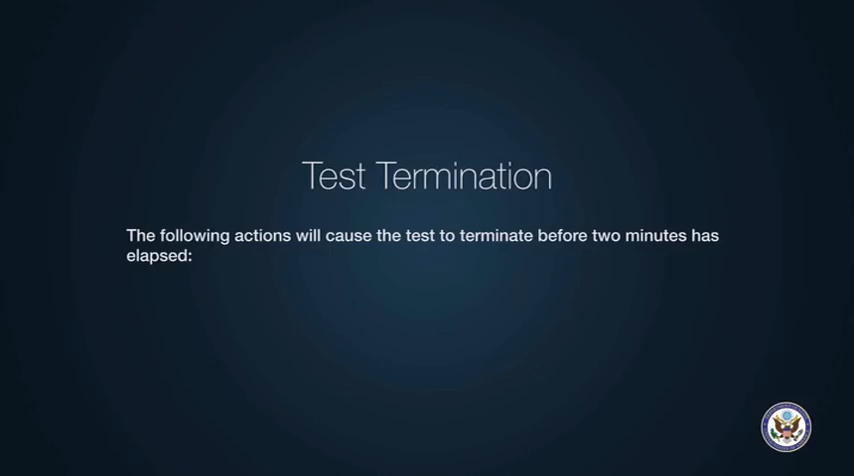 Test Termination
The following actions will cause the test to terminate before two minutes has
elapsed: